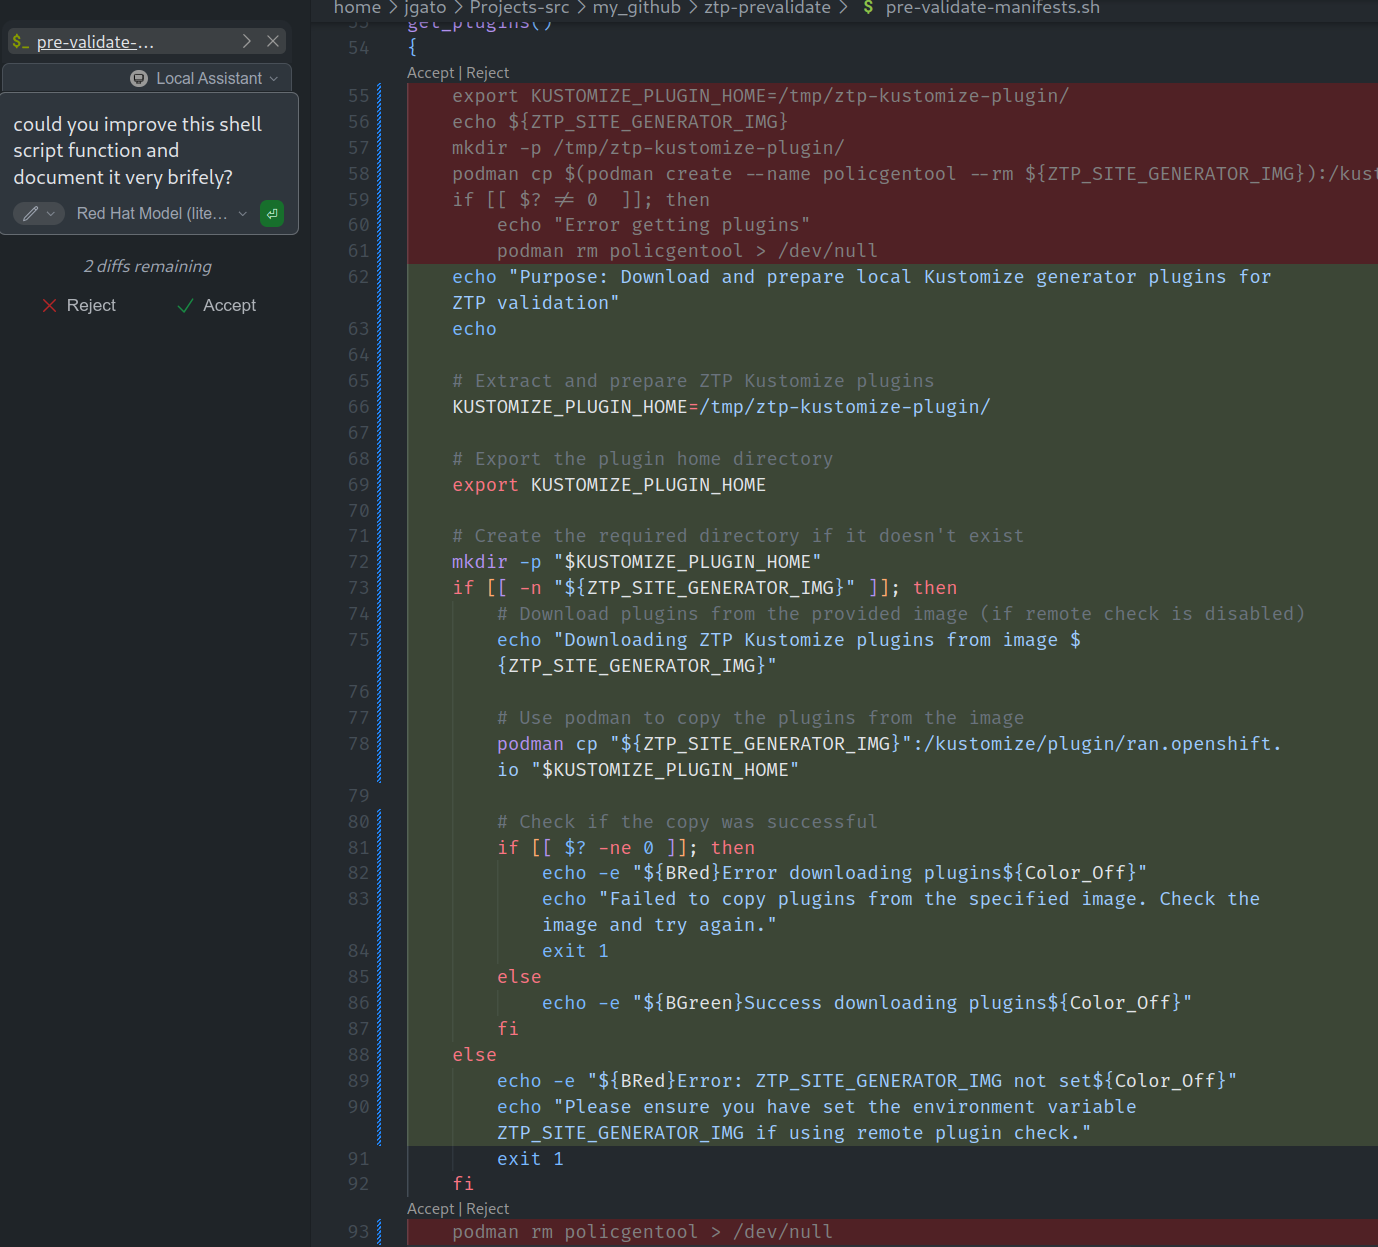 home > jgato > Projects-src > my_github > ztp-prevalidate > $ pre-validate-manifests.sh
$_ pre-validate-...
Local Assistant
could you improve this shell
script function and
document it very brifely?
Red Hat Model (lite...
2 diffs remaining
Reject
Accept
53 get_plugins()
54 {
Accept | Reject
55 export KUSTOMIZE_PLUGIN_HOME=/tmp/ztp-kustomize-plugin/
56 echo ${ZTP_SITE_GENERATOR_IMG}
57 mkdir -p /tmp/ztp-kustomize-plugin/
58 podman cp $(podman create --name policgentool --rm ${ZTP_SITE_GENERATOR_IMG}):/kust
59 if [[ $? != 0  ]]; then
60 echo "Error getting plugins"
61 podman rm policgentool > /dev/null
62 echo "Purpose: Download and prepare local Kustomize generator plugins for
ZTP validation"
63 echo
64
65 # Extract and prepare ZTP Kustomize plugins
66 KUSTOMIZE_PLUGIN_HOME=/tmp/ztp-kustomize-plugin/
67
68 # Export the plugin home directory
69 export KUSTOMIZE_PLUGIN_HOME
70
71 # Create the required directory if it doesn't exist
72 mkdir -p "$KUSTOMIZE_PLUGIN_HOME"
73 if [[ -n "${ZTP_SITE_GENERATOR_IMG}" ]]; then
74 # Download plugins from the provided image (if remote check is disabled)
75 echo "Downloading ZTP Kustomize plugins from image $
{ZTP_SITE_GENERATOR_IMG}"
76
77 # Use podman to copy the plugins from the image
78 podman cp "${ZTP_SITE_GENERATOR_IMG}":/kustomize/plugin/ran.openshift.
io "$KUSTOMIZE_PLUGIN_HOME"
79
80 # Check if the copy was successful
81 if [[ $? -ne 0 ]]; then
82 echo -e "${BRed}Error downloading plugins${Color_Off}"
83 echo "Failed to copy plugins from the specified image. Check the
image and try again."
84 exit 1
85 else
86 echo -e "${BGreen}Success downloading plugins${Color_Off}"
87 fi
88 else
89 echo -e "${BRed}Error: ZTP_SITE_GENERATOR_IMG not set${Color_Off}"
90 echo "Please ensure you have set the environment variable
ZTP_SITE_GENERATOR_IMG if using remote plugin check."
91 exit 1
92 fi
Accept | Reject
93 podman rm policgentool > /dev/null